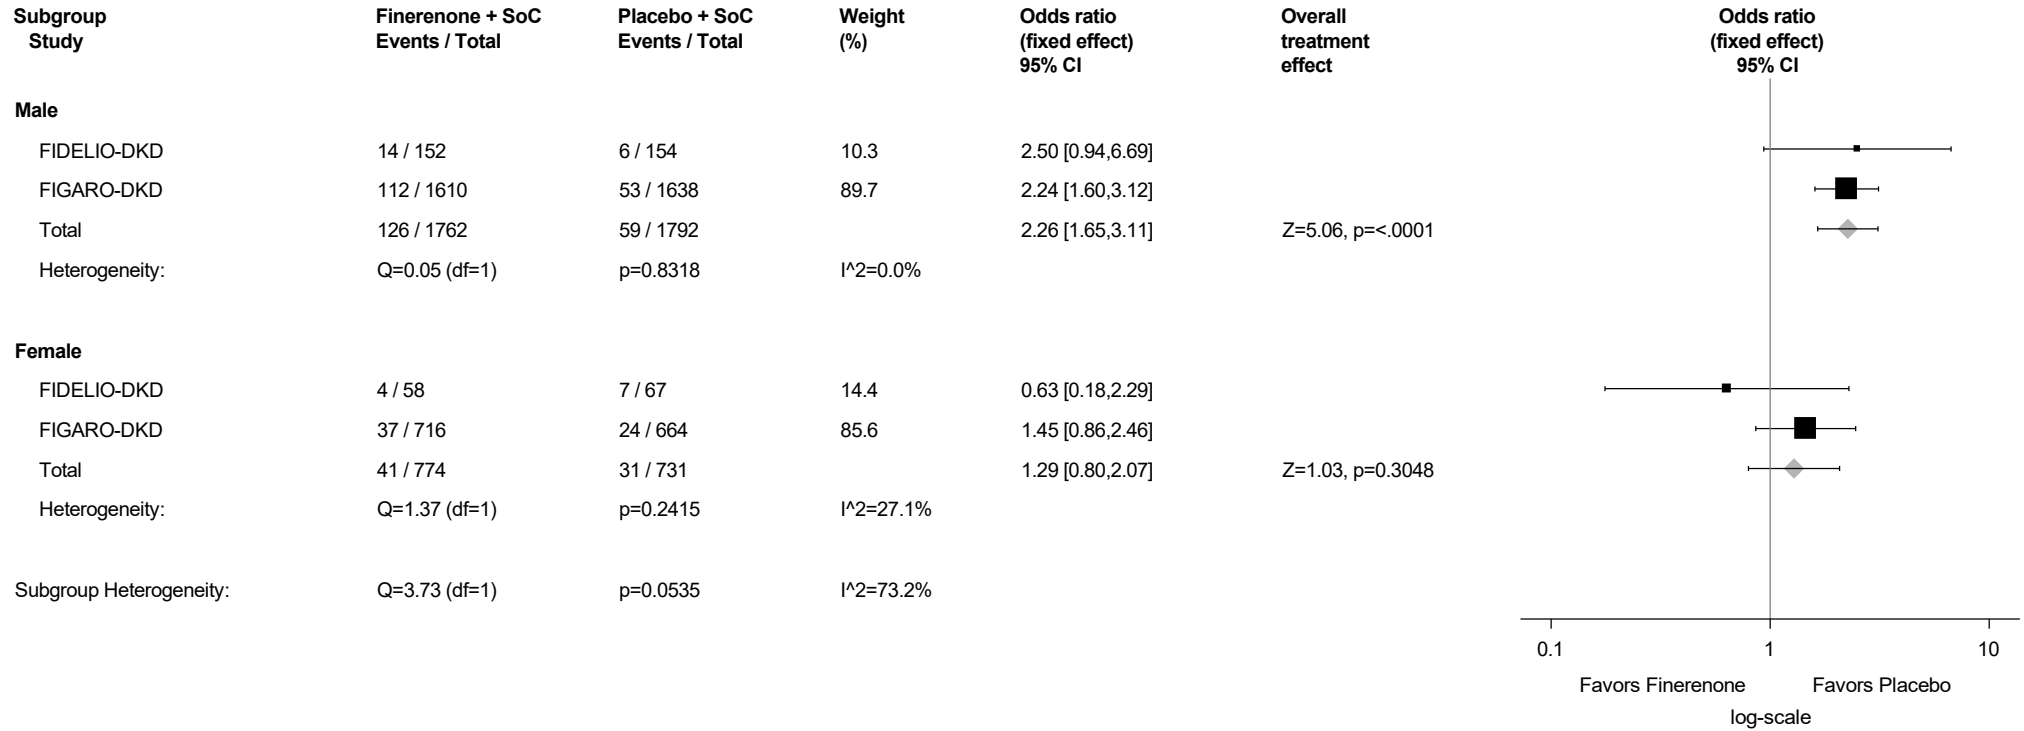 Subgroup Finerenone + SoC Placebo + SoC Weight Odds ratio Overall Odds ratio
Study Events / Total Events / Total (%) (fixed effect) treatment (fixed effect)
95% CI effect 95% CI
Male
FIDELIO-DKD 14 / 152 6 / 154 10.3 2.50 [0.94,6.69]
FIGARO-DKD 112 / 1610 53 / 1638 89.7 2.24 [1.60,3.12]
Total 126 / 1762 59 / 1792 2.26 [1.65,3.11] Z=5.06, p=<.0001
Heterogeneity: Q=0.05 (df=1) p=0.8318 I^2=0.0%
Female
FIDELIO-DKD 4 / 58 7 / 67 14.4 0.63 [0.18,2.29]
FIGARO-DKD 37 / 716 24 / 664 85.6 1.45 [0.86,2.46]
Total 41 / 774 31 / 731 1.29 [0.80,2.07] Z=1.03, p=0.3048
Heterogeneity: Q=1.37 (df=1) p=0.2415 I^2=27.1%
Subgroup Heterogeneity: Q=3.73 (df=1) p=0.0535 I^2=73.2%
0.1 1 10
Favors Finerenone Favors Placebo
log-scale